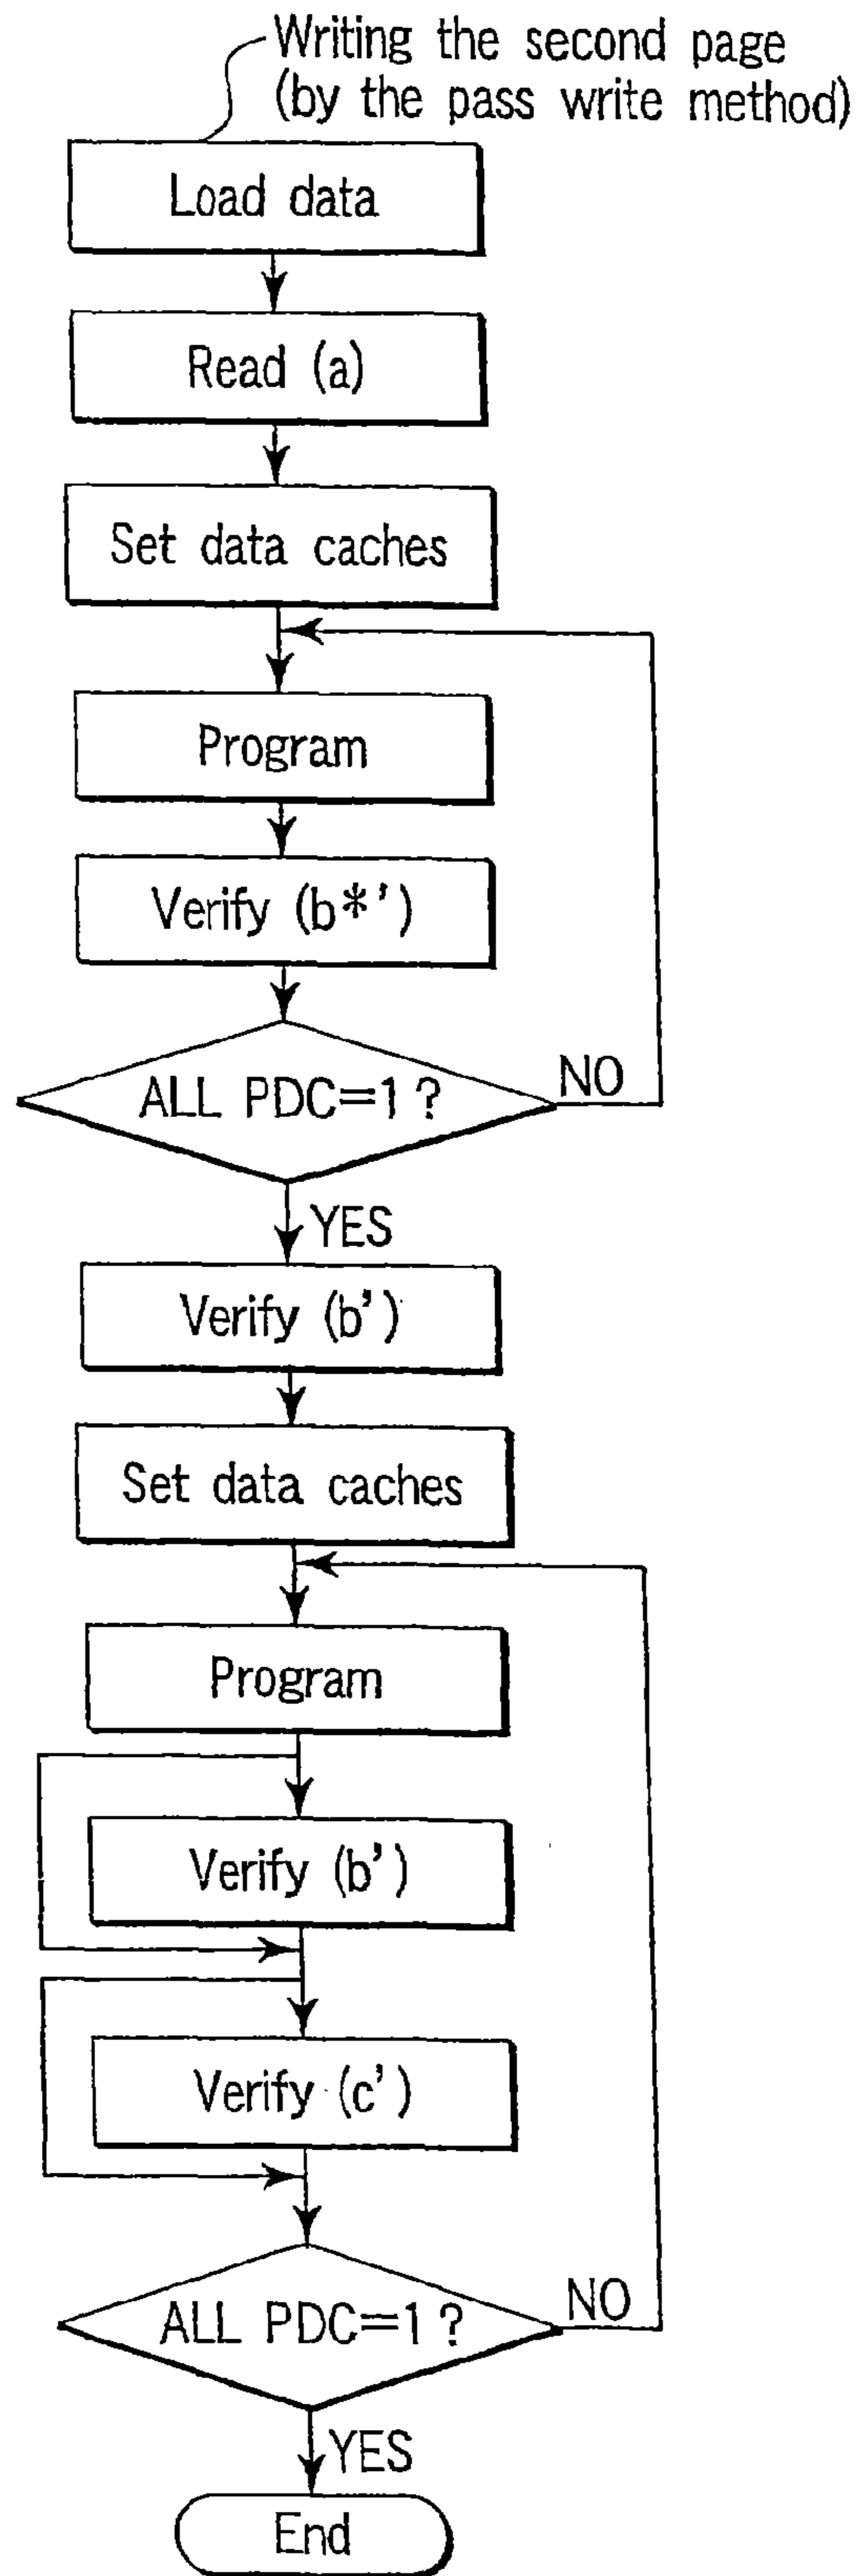 Writing the second page
(by the pass write method)
Load data
Read (a)
Set data caches
Program
Verify (b*')
ALL PDC=1 ?
NO
YES
Verify (b')
Set data caches
Program
Verify (b')
Verify (c')
ALL PDC=1 ?
NO
YES
End